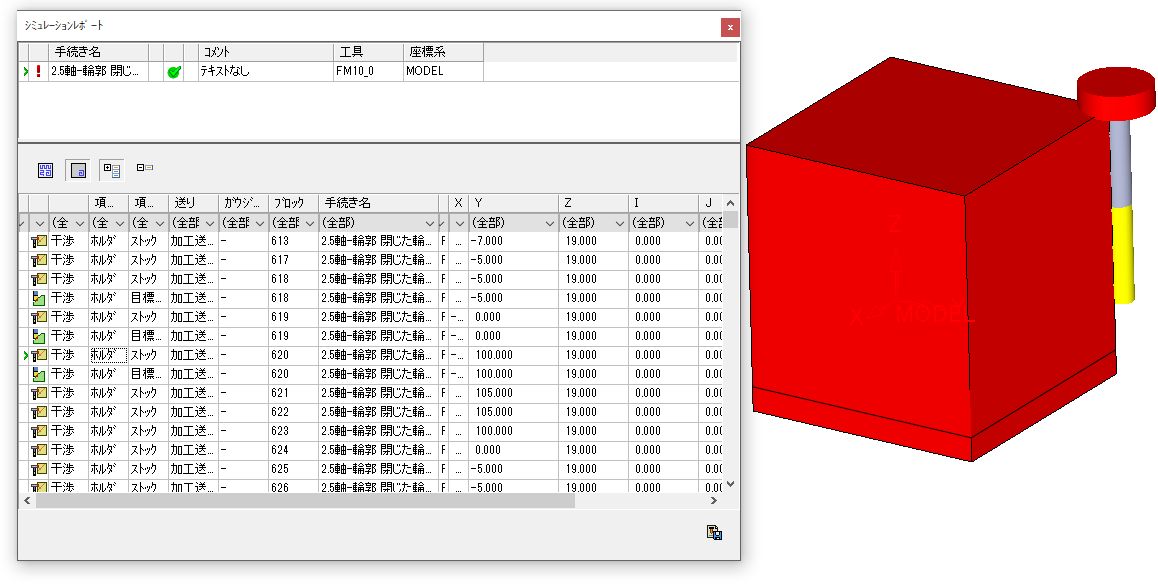 シミュレーションレポート
x
手続き名 コメント 工具 座標系
2.5軸-輪郭 閉じ... テキストなし FM10_0 MODEL
項... 項... 送り ガウジ... ブロック 手続き名 X Y Z I J
(全 (全 (全 (全部 (全部 (全部 (全部) (全部) (全部) (全部) (全
干渉 ホルダ ストック 加工送... - 613 2.5軸-輪郭 閉じた輪... F ... -7.000 19.000 0.000 0.00
干渉 ホルダ ストック 加工送... - 617 2.5軸-輪郭 閉じた輪... F ... -5.000 19.000 0.000 0.00
干渉 ホルダ ストック 加工送... - 618 2.5軸-輪郭 閉じた輪... F ... -5.000 19.000 0.000 0.00
干渉 ホルダ 目標... 加工送... - 618 2.5軸-輪郭 閉じた輪... F ... -5.000 19.000 0.000 0.00
干渉 ホルダ ストック 加工送... - 619 2.5軸-輪郭 閉じた輪... F -... 0.000 19.000 0.000 0.00
干渉 ホルダ 目標... 加工送... - 619 2.5軸-輪郭 閉じた輪... F -... 0.000 19.000 0.000 0.00
干渉 ホルダ ストック 加工送... - 620 2.5軸-輪郭 閉じた輪... F -... 100.000 19.000 0.000 0.00
干渉 ホルダ 目標... 加工送... - 620 2.5軸-輪郭 閉じた輪... F -... 100.000 19.000 0.000 0.00
干渉 ホルダ ストック 加工送... - 621 2.5軸-輪郭 閉じた輪... F ... 105.000 19.000 0.000 0.00
干渉 ホルダ ストック 加工送... - 622 2.5軸-輪郭 閉じた輪... F ... 105.000 19.000 0.000 0.00
干渉 ホルダ ストック 加工送... - 623 2.5軸-輪郭 閉じた輪... F ... 100.000 19.000 0.000 0.00
干渉 ホルダ ストック 加工送... - 624 2.5軸-輪郭 閉じた輪... F ... 0.000 19.000 0.000 0.00
干渉 ホルダ ストック 加工送... - 625 2.5軸-輪郭 閉じた輪... F ... -5.000 19.000 0.000 0.00
干渉 ホルダ ストック 加工送... - 626 2.5軸-輪郭 閉じた輪... F ... -5.000 19.000 0.000 0.00
Z
X MODEL